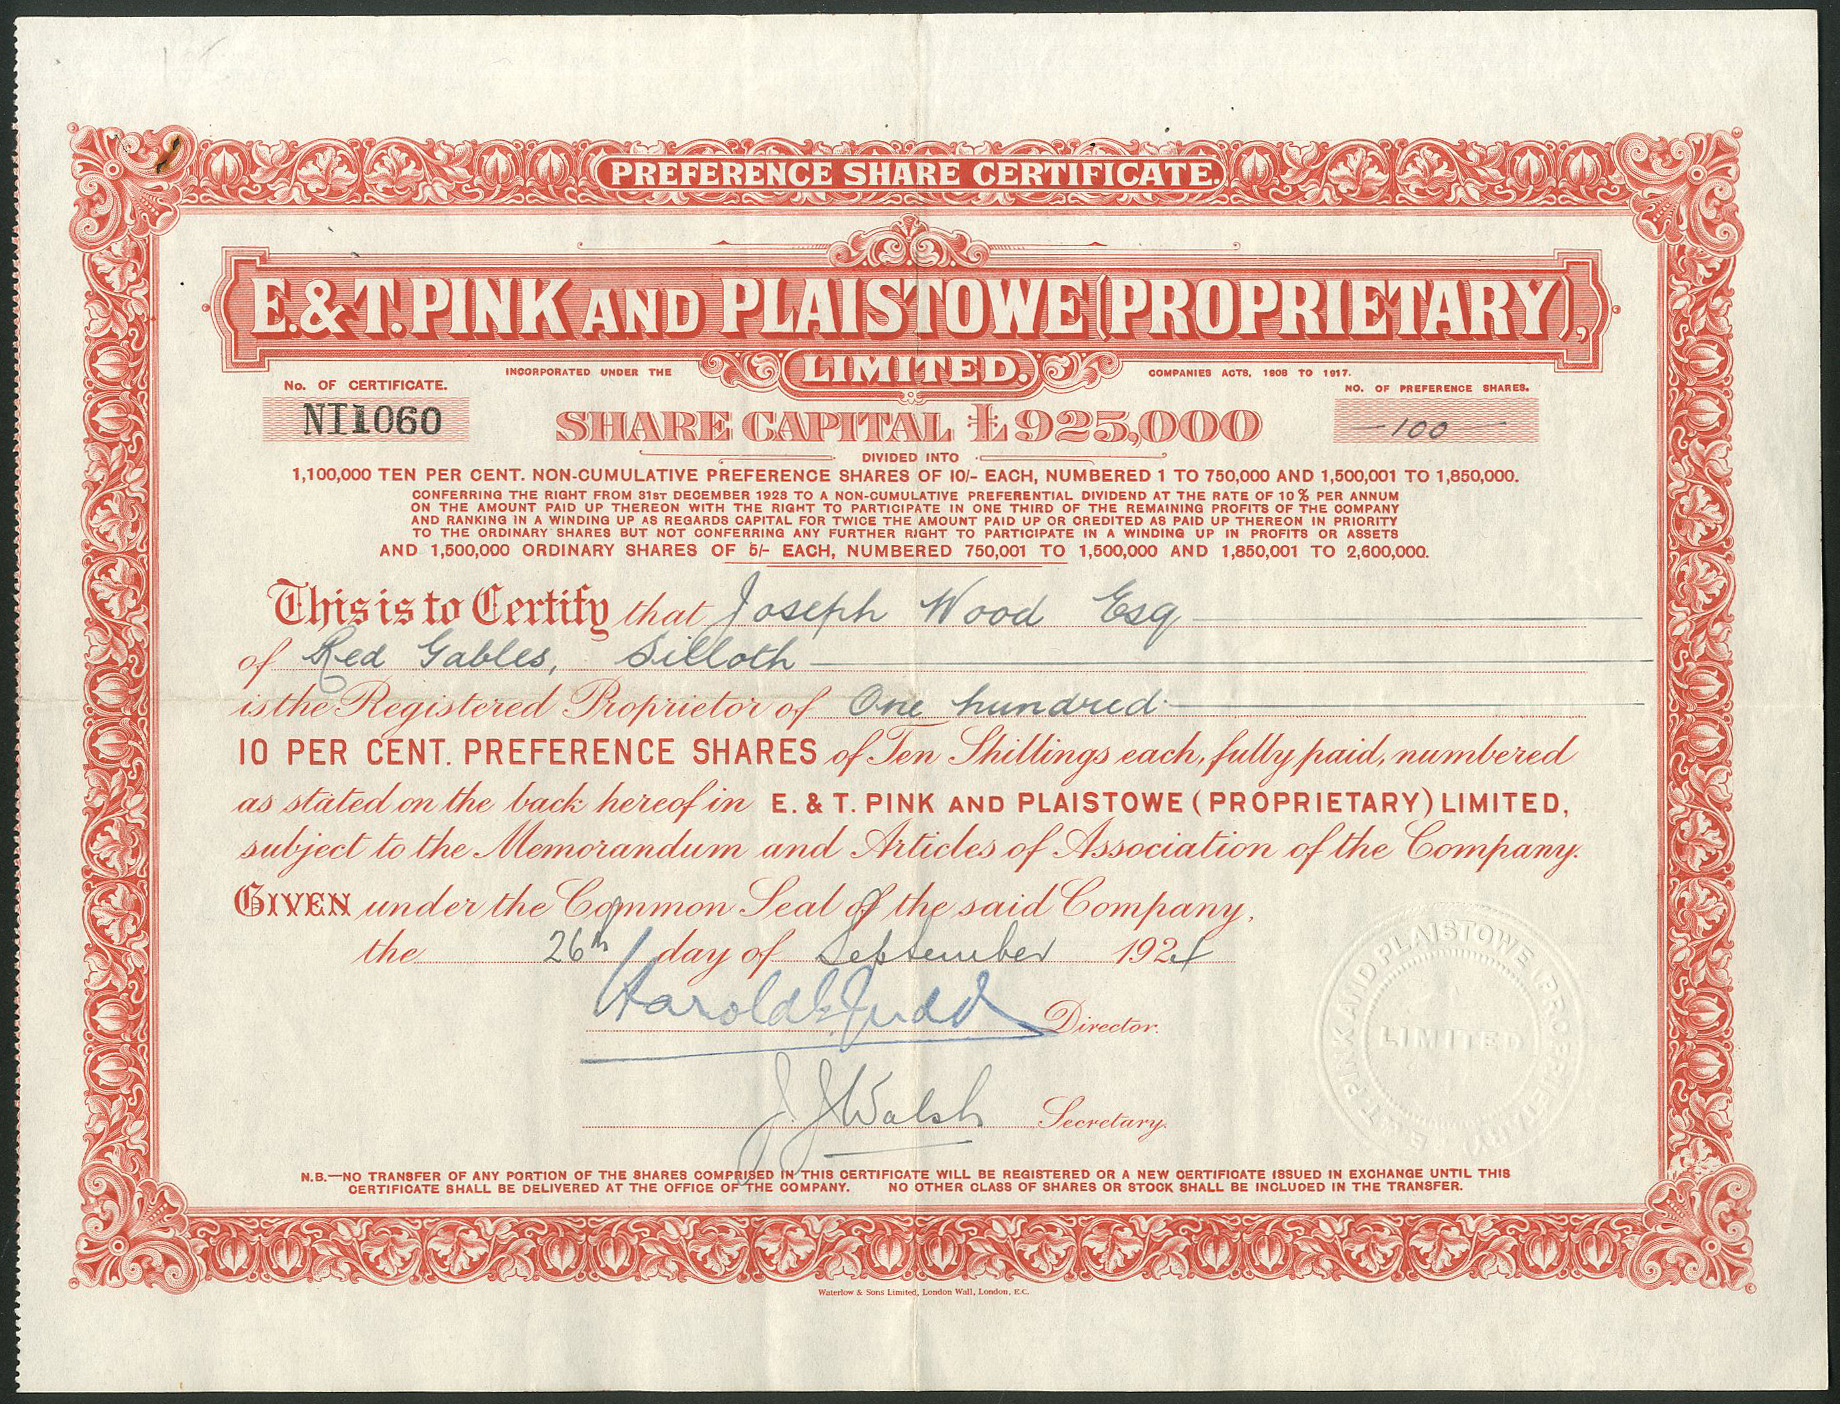 PREFERENCE SHARE CERTIFICATE.
E. & T. PINK AND PLAISTOWE (PROPRIETARY),
LIMITED.
INCORPORATED UNDER THE COMPANIES ACTS, 1908 TO 1917.
No. OF CERTIFICATE.
NO. OF PREFERENCE SHARES.
NI1060
SHARE CAPITAL £925,000
100
DIVIDED INTO
1,100,000 TEN PER CENT. NON-CUMULATIVE PREFERENCE SHARES OF 10/- EACH, NUMBERED 1 TO 750,000 AND 1,500,001 TO 1,850,000.
CONFERRING THE RIGHT FROM 31ST DECEMBER 1923 TO A NON-CUMULATIVE PREFERENTIAL DIVIDEND AT THE RATE OF 10% PER ANNUM
ON THE AMOUNT PAID UP THEREON WITH THE RIGHT TO PARTICIPATE IN ONE THIRD OF THE REMAINING PROFITS OF THE COMPANY
AND RANKING IN A WINDING UP AS REGARDS CAPITAL FOR TWICE THE AMOUNT PAID UP OR CREDITED AS PAID UP THEREON IN PRIORITY
TO THE ORDINARY SHARES BUT NOT CONFERRING ANY FURTHER RIGHT TO PARTICIPATE IN A WINDING UP IN PROFITS OR ASSETS
AND 1,500,000 ORDINARY SHARES OF 5/- EACH, NUMBERED 750,001 TO 1,500,000 AND 1,850,001 TO 2,600,000.
This is to Certify that Joseph Wood Esq
of Red Gables, Silloth
is the Registered Proprietor of One hundred
10 PER CENT. PREFERENCE SHARES of Ten Shillings each, fully paid, numbered
as stated on the back hereof in E. & T. PINK AND PLAISTOWE (PROPRIETARY) LIMITED,
subject to the Memorandum and Articles of Association of the Company.
GIVEN under the Common Seal of the said Company,
the 26th day of September 1924
Harold G Judd Director.
J. J. Walsh Secretary.
E. & T. PINK AND PLAISTOWE (PROPRIETARY)
LIMITED
N.B.—NO TRANSFER OF ANY PORTION OF THE SHARES COMPRISED IN THIS CERTIFICATE WILL BE REGISTERED OR A NEW CERTIFICATE ISSUED IN EXCHANGE UNTIL THIS
CERTIFICATE SHALL BE DELIVERED AT THE OFFICE OF THE COMPANY. NO OTHER CLASS OF SHARES OR STOCK SHALL BE INCLUDED IN THE TRANSFER.
Waterlow & Sons Limited, London Wall, London, E.C.